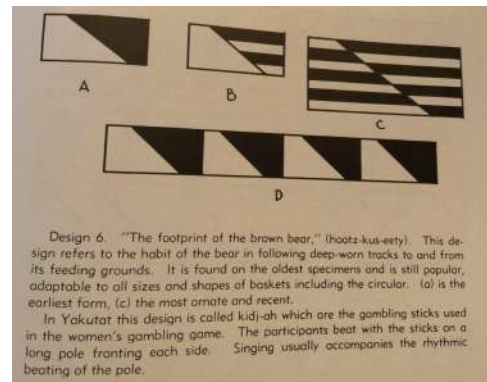 A
B
C
D
Design 6. "The footprint of the brown bear," (hootz-kus-eety). This de-
sign refers to the habit of the bear in following deep-worn tracks to and from
its feeding grounds. It is found on the oldest specimens and is still popular,
adaptable to all sizes and shapes of baskets including the circular. (a) is the
earliest form, (c) the most ornate and recent.
In Yakutat this design is called kidj-ah which are the gambling sticks used
in the women's gambling game. The participants beat with the sticks on a
long pole fronting each side. Singing usually accompanies the rhythmic
beating of the pole.